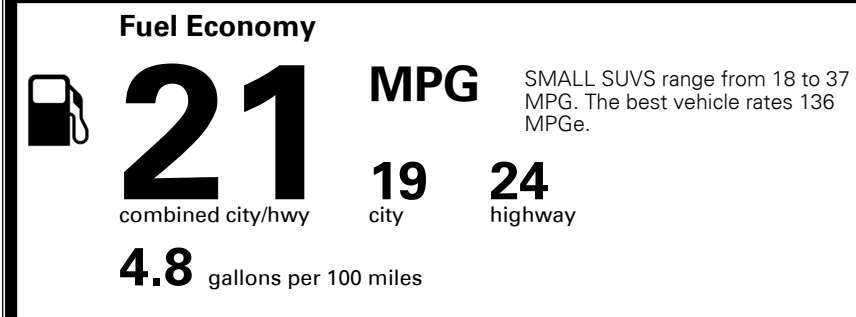 Fuel Economy
21 MPG
SMALL SUVS range from 18 to 37
MPG. The best vehicle rates 136
MPGe.
combined city/hwy
19
city
24
highway
4.8 gallons per 100 miles